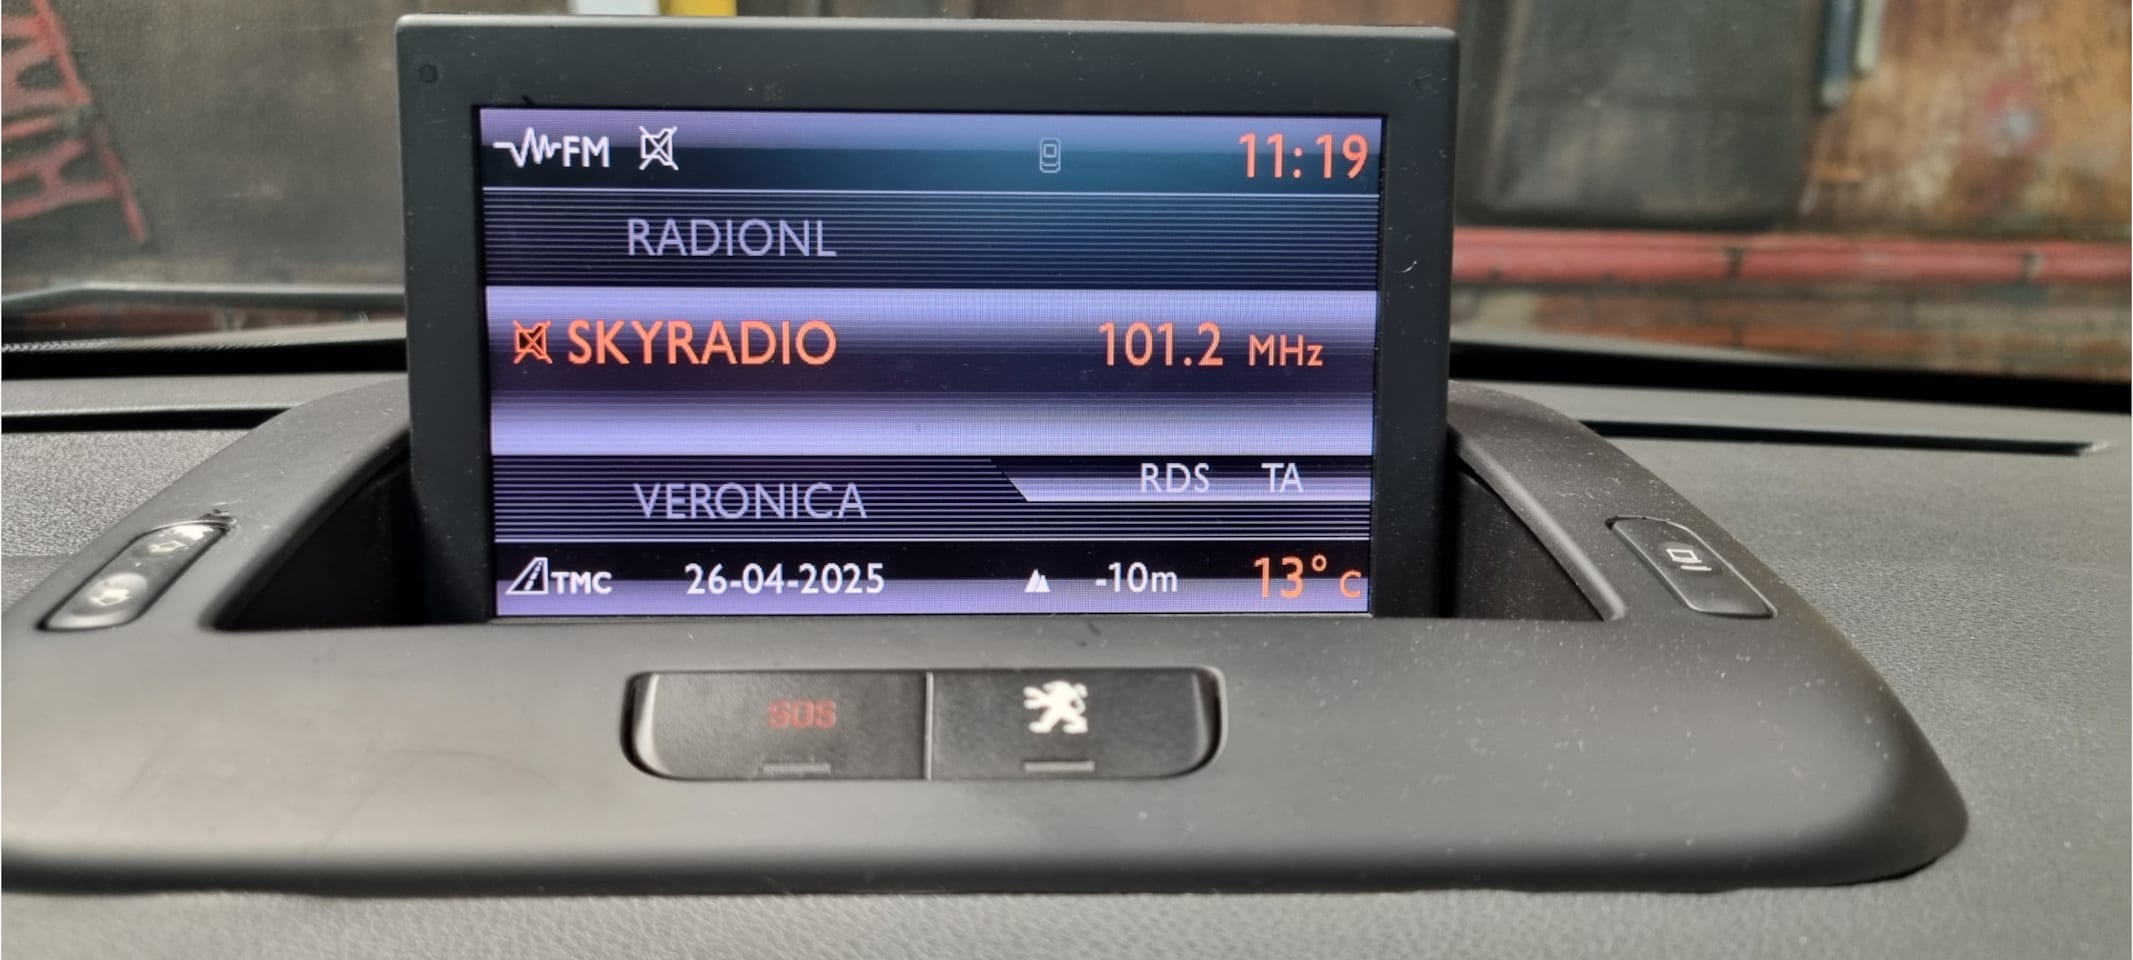 FM 11:19
RADIONL
SKYRADIO 101.2 MHz
RDS TA
VERONICA
TMC 26-04-2025 -10m 13° C
SOS